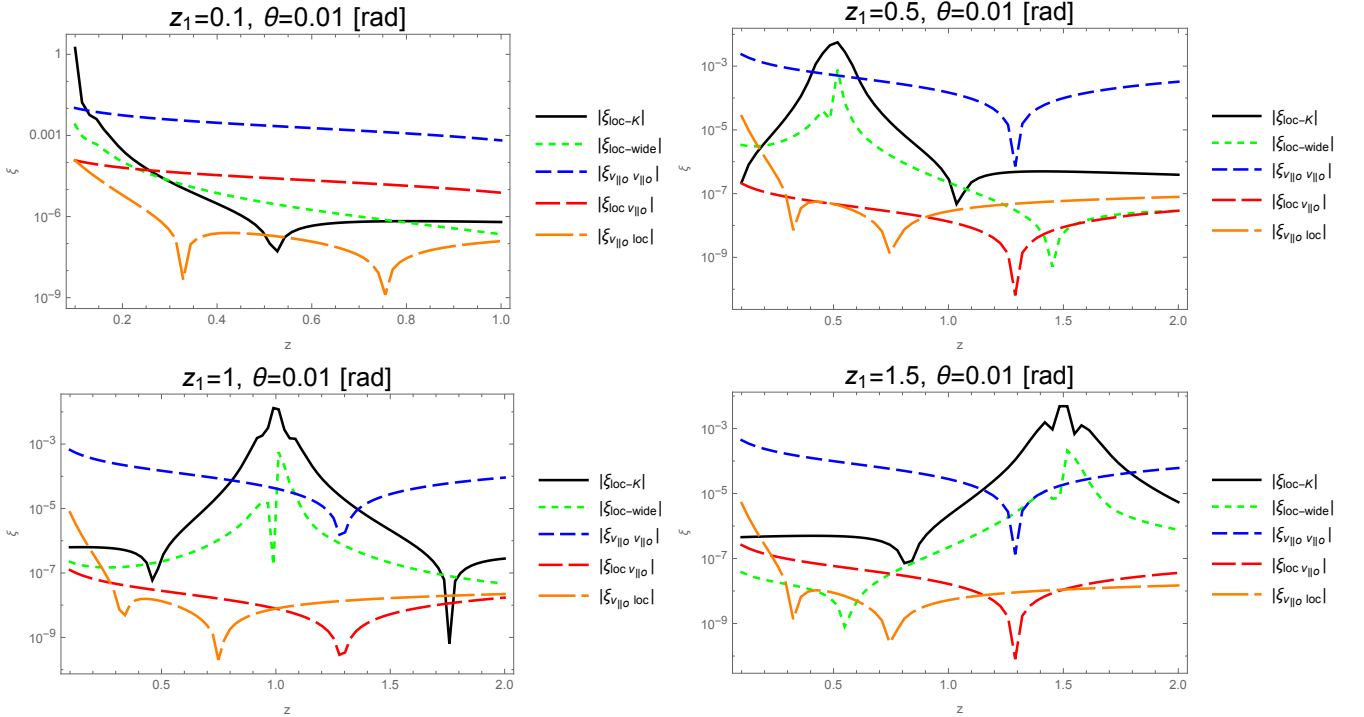 z₁=0.1, θ=0.01 [rad]
1
0.001
10⁻⁶
10⁻⁹
ξ
0.2 0.4 0.6 0.8 1.0
z
|ξloc-κ|
|ξloc-wide|
|ξv∥o v∥o|
|ξloc v∥o|
|ξv∥o loc|
z₁=0.5, θ=0.01 [rad]
10⁻³
10⁻⁵
10⁻⁷
10⁻⁹
ξ
0.5 1.0 1.5 2.0
z
|ξloc-κ|
|ξloc-wide|
|ξv∥o v∥o|
|ξloc v∥o|
|ξv∥o loc|
z₁=1, θ=0.01 [rad]
10⁻³
10⁻⁵
10⁻⁷
10⁻⁹
ξ
0.5 1.0 1.5 2.0
z
|ξloc-κ|
|ξloc-wide|
|ξv∥o v∥o|
|ξloc v∥o|
|ξv∥o loc|
z₁=1.5, θ=0.01 [rad]
10⁻³
10⁻⁵
10⁻⁷
10⁻⁹
ξ
0.5 1.0 1.5 2.0
z
|ξloc-κ|
|ξloc-wide|
|ξv∥o v∥o|
|ξloc v∥o|
|ξv∥o loc|